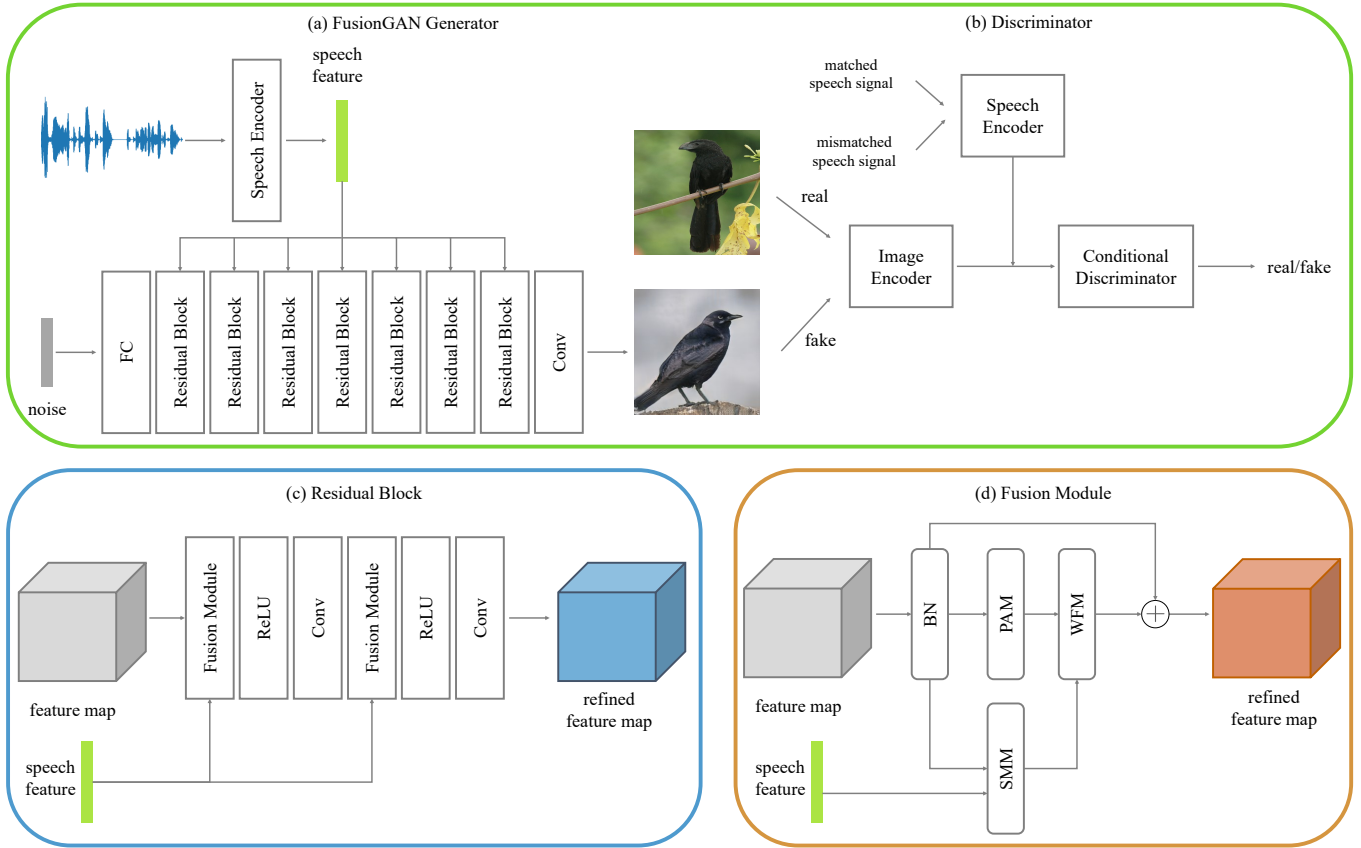 (a) FusionGAN Generator
speech
feature
Speech Encoder
FC
Residual Block
Residual Block
Residual Block
Residual Block
Residual Block
Residual Block
Residual Block
Conv
noise
(b) Discriminator
matched
speech signal
mismatched
speech signal
Speech
Encoder
real
fake
Image
Encoder
Conditional
Discriminator
real/fake
(c) Residual Block
Fusion Module
ReLU
Conv
Fusion Module
ReLU
Conv
feature map
speech
feature
refined
feature map
(d) Fusion Module
BN
PAM
WFM
SMM
feature map
speech
feature
refined
feature map